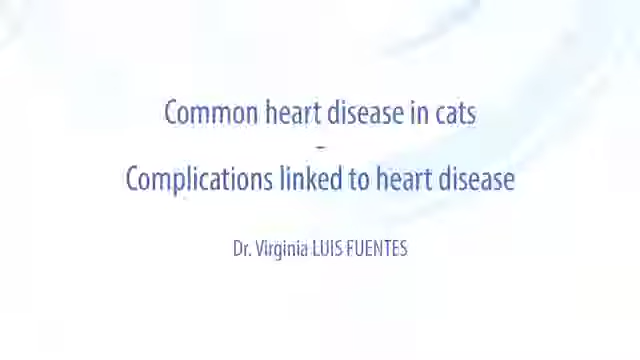 Common heart disease in cats
-
Complications linked to heart disease
Dr. Virginia LUIS FUENTES